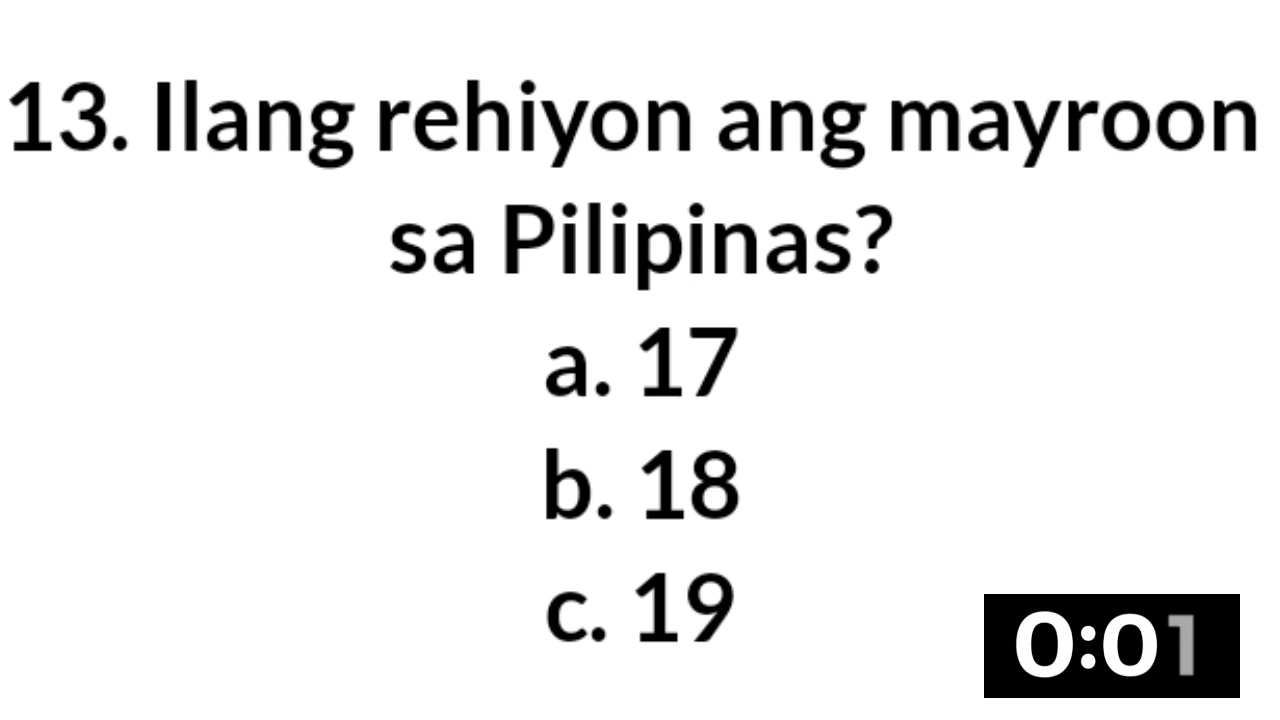 13. Ilang rehiyon ang mayroon
sa Pilipinas?
a. 17
b. 18
c. 19
0:01